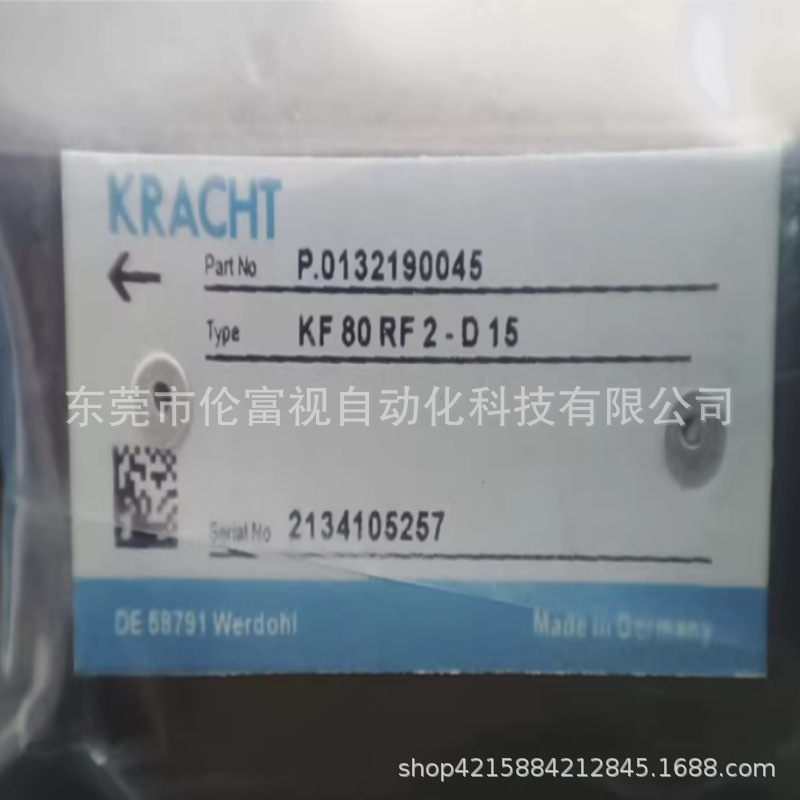 KRACHT
Part No P.0132190045
Type KF 80 RF 2 - D 15
东莞市伦富视自动化科技有限公司
Serial No 2134105257
DE 58791 Werdohl Made in Germany
shop4215884212845.1688.com